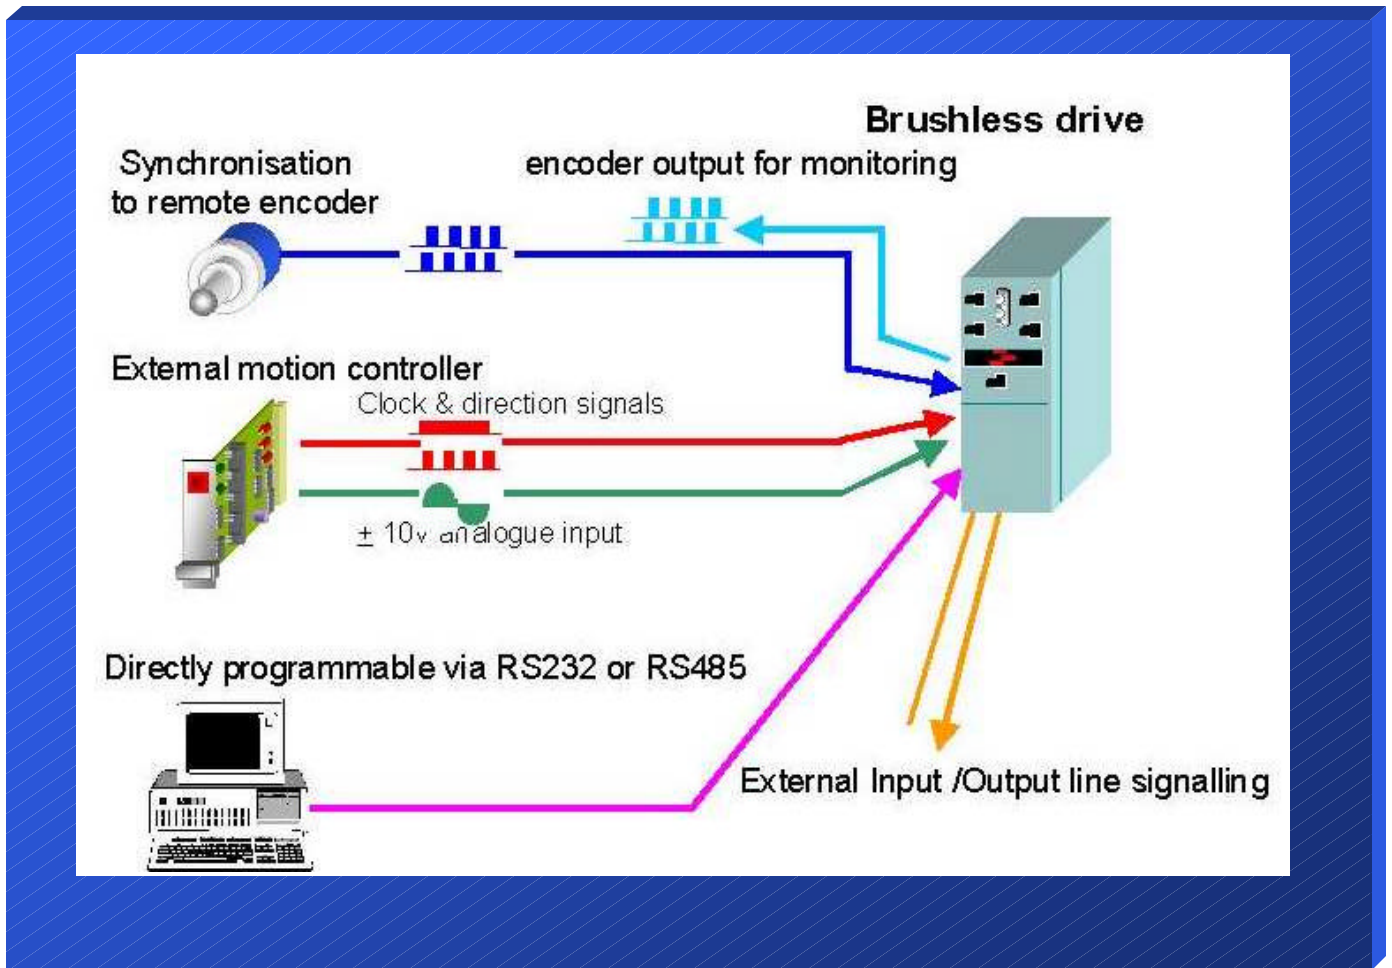 Brushless drive
Synchronisation
to remote encoder
encoder output for monitoring
External motion controller
Clock & direction signals
± 10v analogue input
Directly programmable via RS232 or RS485
External Input /Output line signalling